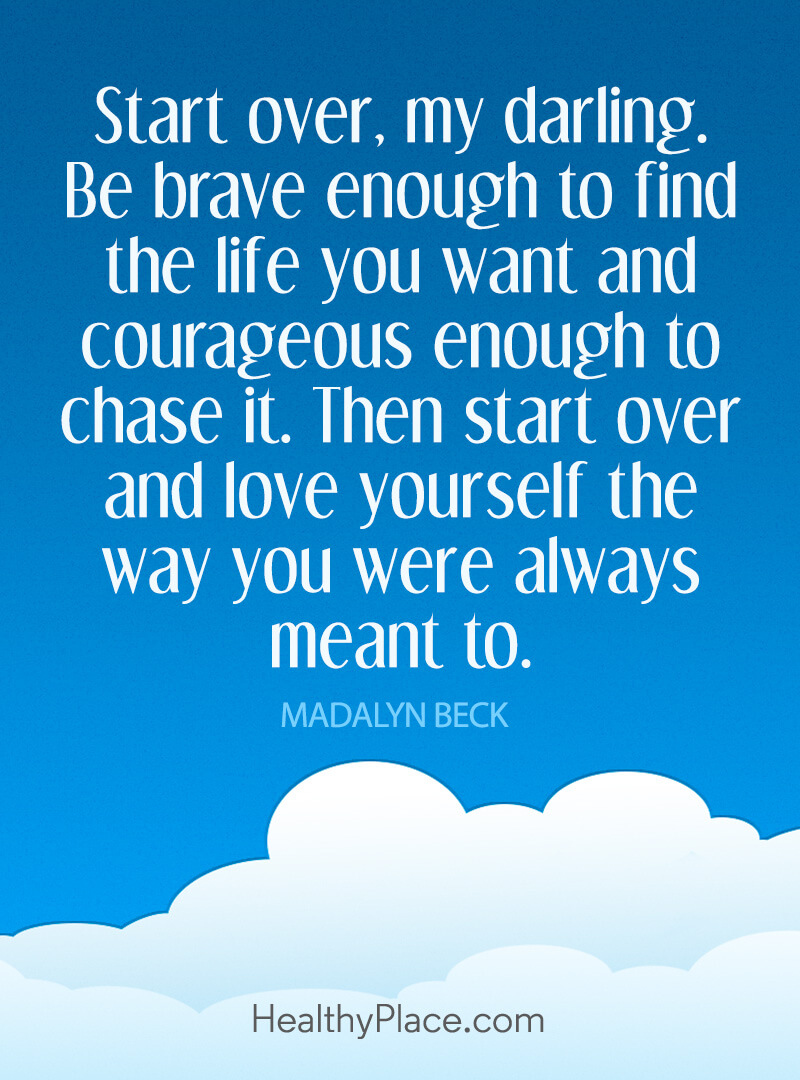 Start over, my darling.
Be brave enough to find
the life you want and
courageous enough to
chase it. Then start over
and love yourself the
way you were always
meant to.
MADALYN BECK
HealthyPlace.com